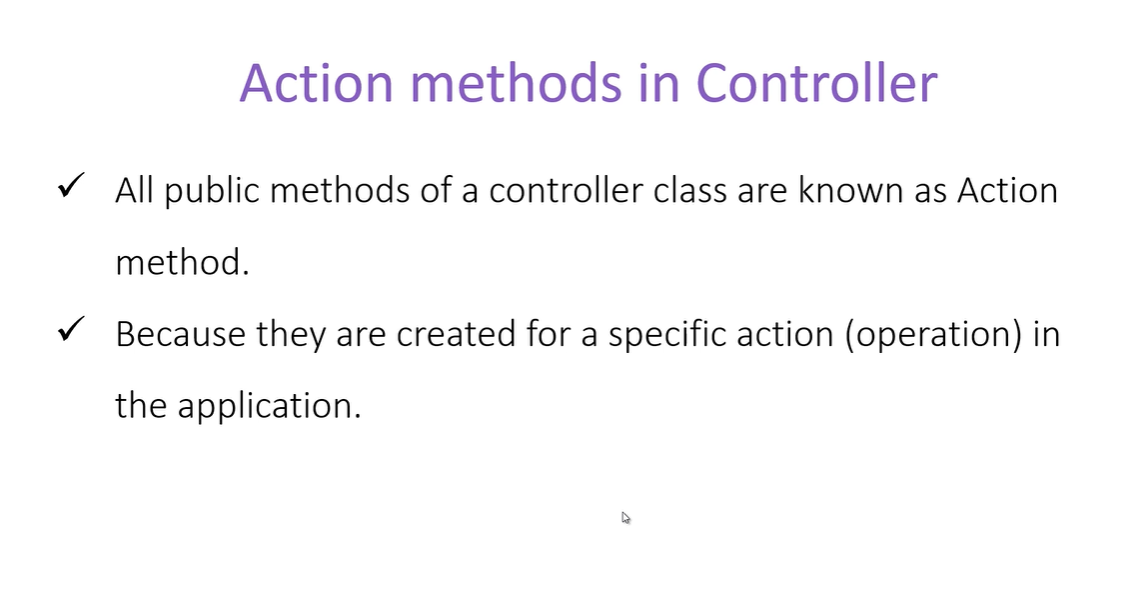 Action methods in Controller
✓ All public methods of a controller class are known as Action
method.
✓ Because they are created for a specific action (operation) in
the application.